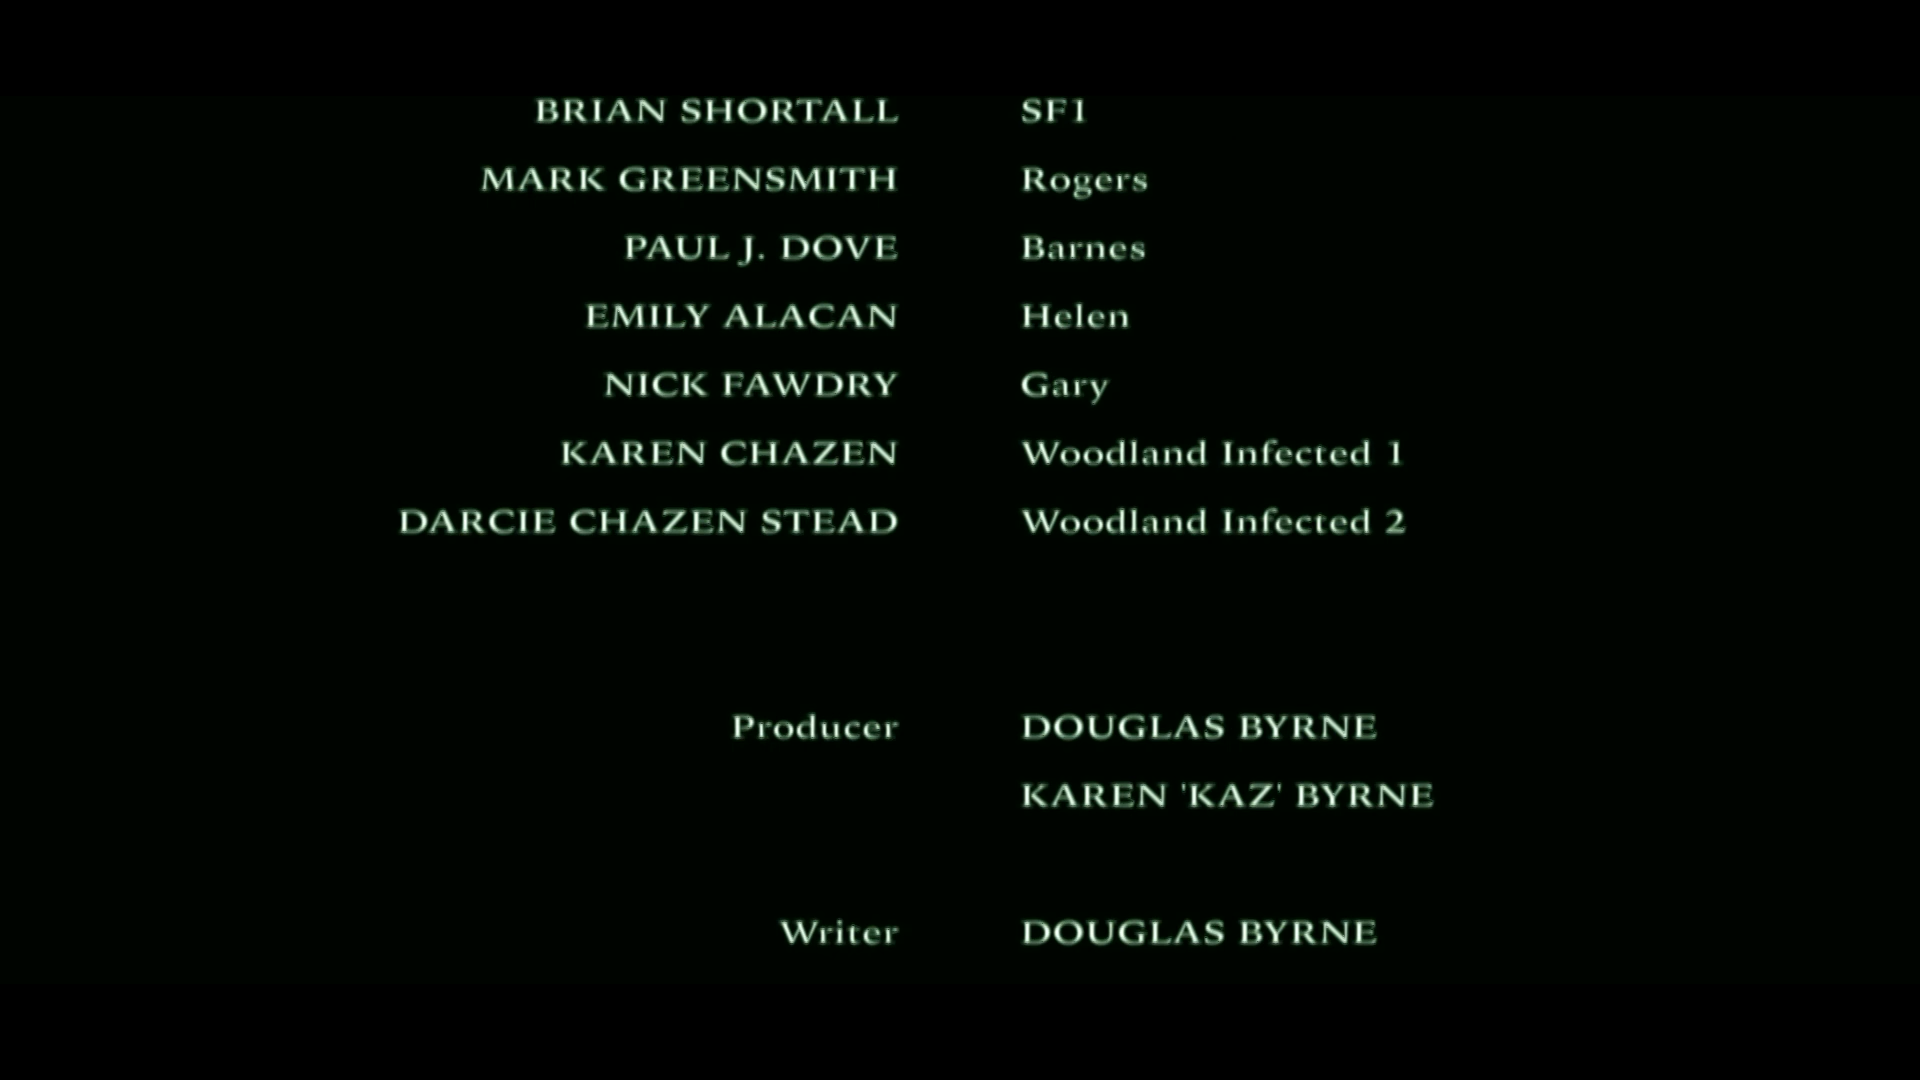 BRIAN SHORTALL SF1
MARK GREENSMITH Rogers
PAUL J. DOVE Barnes
EMILY ALACAN Helen
NICK FAWDRY Gary
KAREN CHAZEN Woodland Infected 1
DARCIE CHAZEN STEAD Woodland Infected 2
Producer DOUGLAS BYRNE
KAREN 'KAZ' BYRNE
Writer DOUGLAS BYRNE